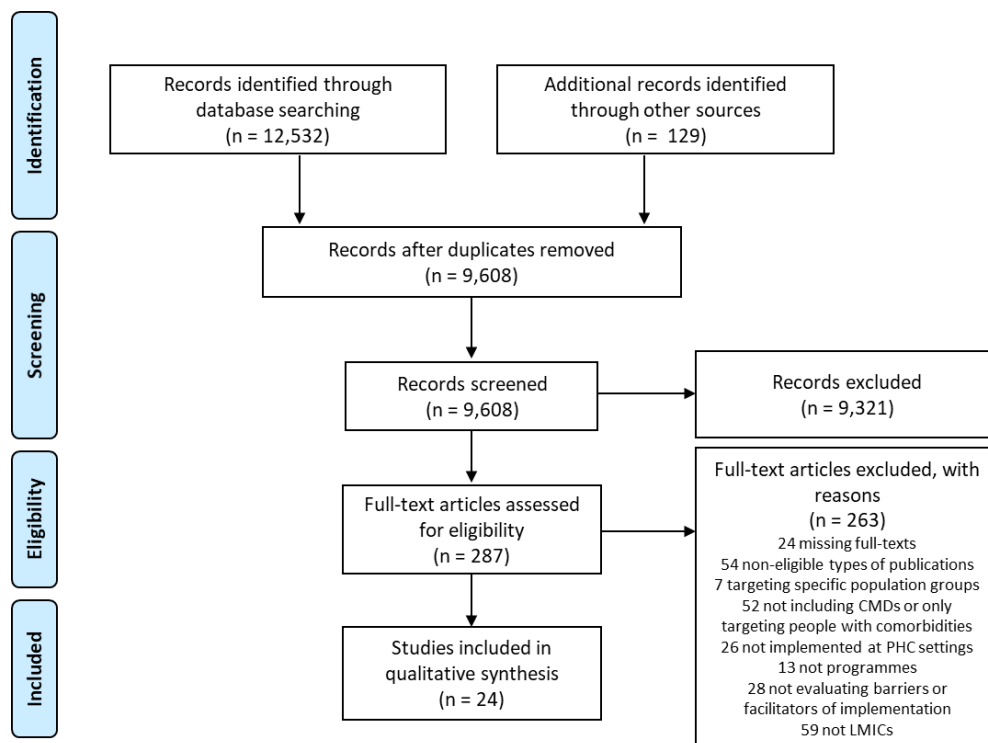 Identification
Records identified through
database searching
(n = 12,532)
Additional records identified
through other sources
(n = 129)
Screening
Records after duplicates removed
(n = 9,608)
Records screened
(n = 9,608)
Records excluded
(n = 9,321)
Eligibility
Full-text articles assessed
for eligibility
(n = 287)
Full-text articles excluded, with
reasons
(n = 263)
24 missing full-texts
54 non-eligible types of publications
7 targeting specific population groups
52 not including CMDs or only
targeting people with comorbidities
26 not implemented at PHC settings
13 not programmes
28 not evaluating barriers or
facilitators of implementation
59 not LMICs
Included
Studies included in
qualitative synthesis
(n = 24)